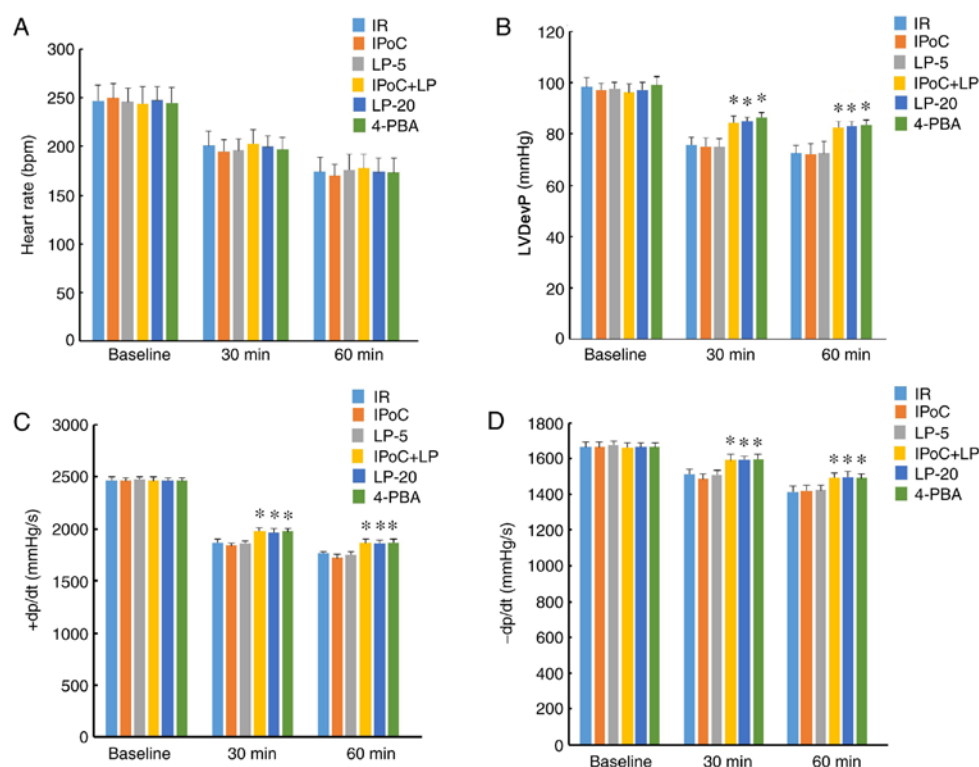 A
IR
IPoC
LP-5
IPoC+LP
LP-20
4-PBA
Heart rate (bpm)
300
250
200
150
100
50
0
Baseline 30 min 60 min
B
IR
IPoC
LP-5
IPoC+LP
LP-20
4-PBA
LVDevP (mmHg)
120
100
80
60
40
20
0
* * *
* * *
Baseline 30 min 60 min
C
IR
IPoC
LP-5
IPoC+LP
LP-20
4-PBA
+dp/dt (mmHg/s)
3000
2500
2000
1500
1000
500
0
* * *
* * *
Baseline 30 min 60 min
D
IR
IPoC
LP-5
IPoC+LP
LP-20
4-PBA
−dp/dt (mmHg/s)
1800
1600
1400
1200
1000
800
600
400
200
0
* * *
* * *
Baseline 30 min 60 min